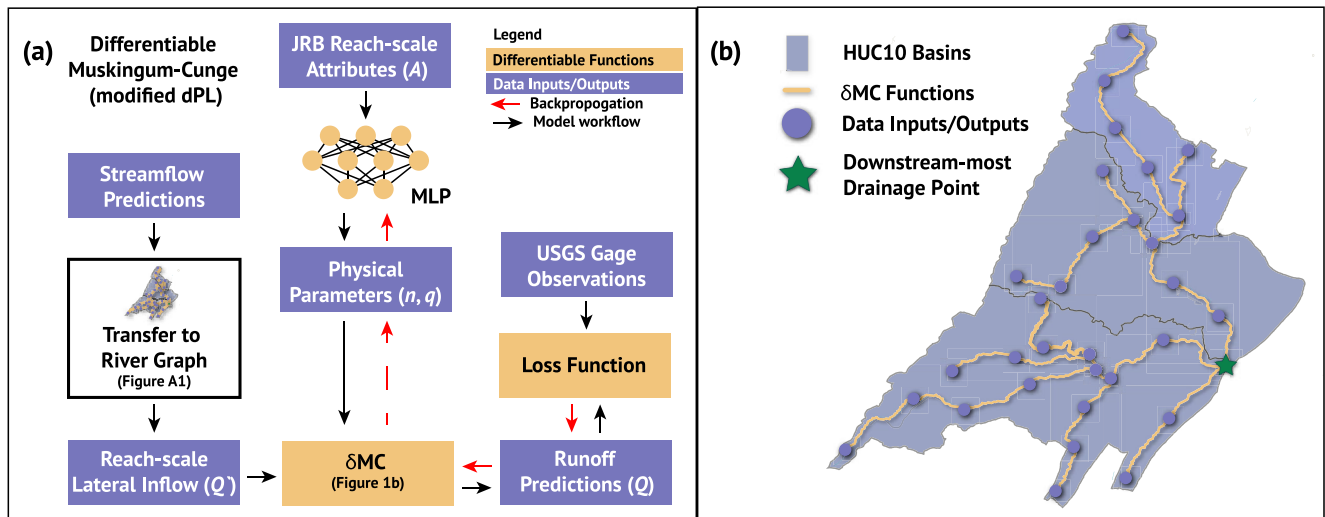 (a)
Differentiable
Muskingum-Cunge
(modified dPL)
JRB Reach-scale
Attributes (A)
Legend
Differentiable Functions
Data Inputs/Outputs
Backpropogation
Model workflow
MLP
Streamflow
Predictions
Transfer to
River Graph
(Figure A1)
Reach-scale
Lateral Inflow (Q`)
Physical
Parameters (n, q)
δMC
(Figure 1b)
USGS Gage
Observations
Loss Function
Runoff
Predictions (Q)
(b)
HUC10 Basins
δMC Functions
Data Inputs/Outputs
Downstream-most
Drainage Point